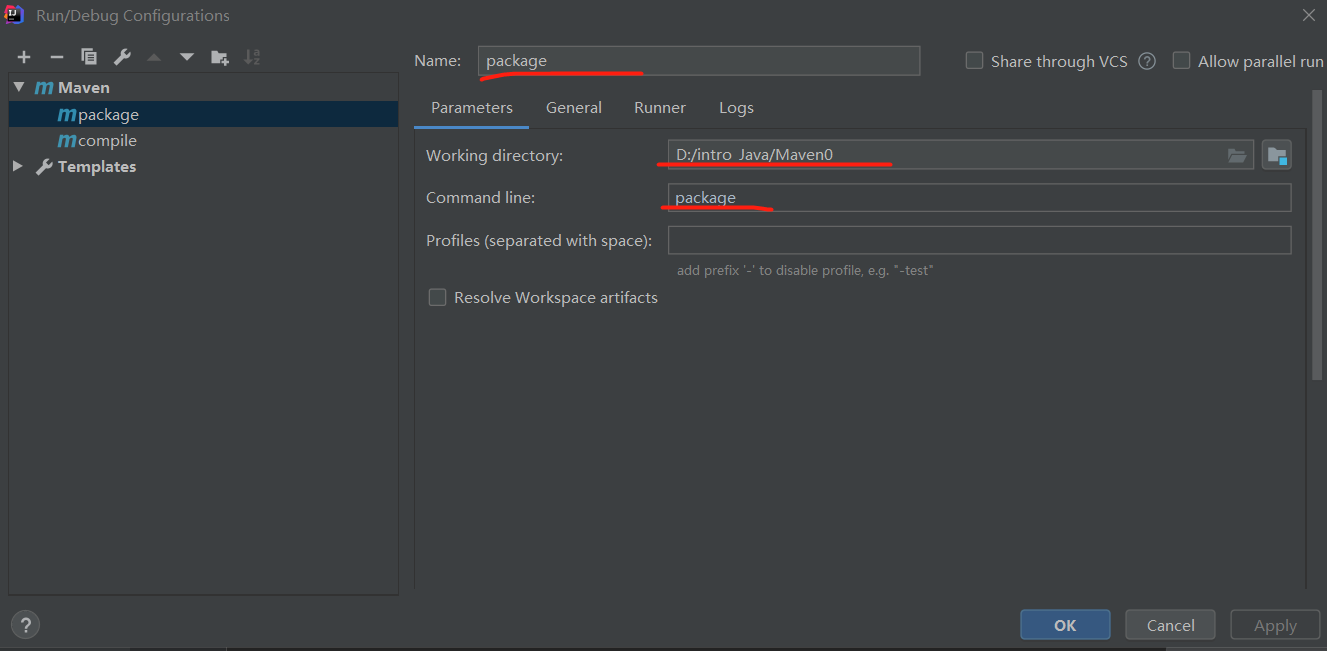 Run/Debug Configurations
Name: package Share through VCS ? Allow parallel run
Maven
package
compile
Templates
Parameters General Runner Logs
Working directory: D:/intro Java/Maven0
Command line: package
Profiles (separated with space):
add prefix '-' to disable profile, e.g. "-test"
Resolve Workspace artifacts
? OK Cancel Apply